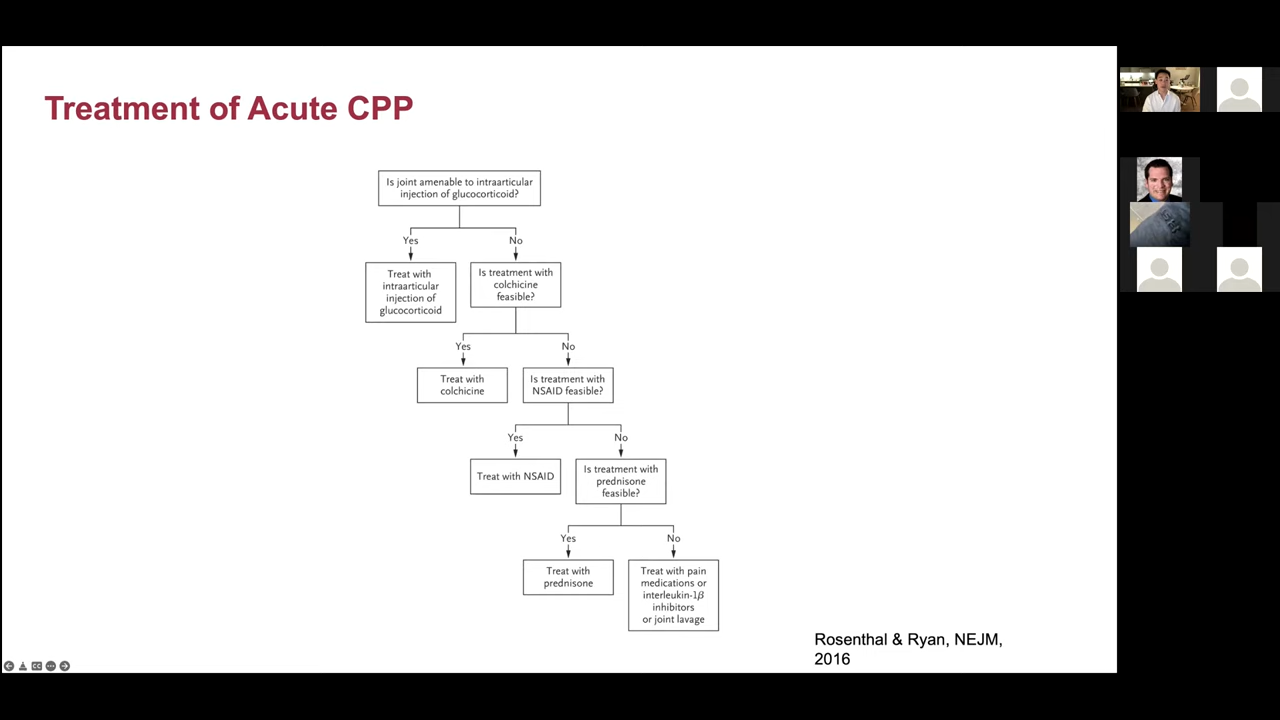 Treatment of Acute CPP
Is joint amenable to intraarticular
injection of glucocorticoid?
Yes
No
Treat with
intraarticular
injection of
glucocorticoid
Is treatment with
colchicine
feasible?
Yes
No
Treat with
colchicine
Is treatment with
NSAID feasible?
Yes
No
Treat with NSAID
Is treatment with
prednisone
feasible?
Yes
No
Treat with
prednisone
Treat with pain
medications or
interleukin-1β
inhibitors
or joint lavage
Rosenthal & Ryan, NEJM,
2016